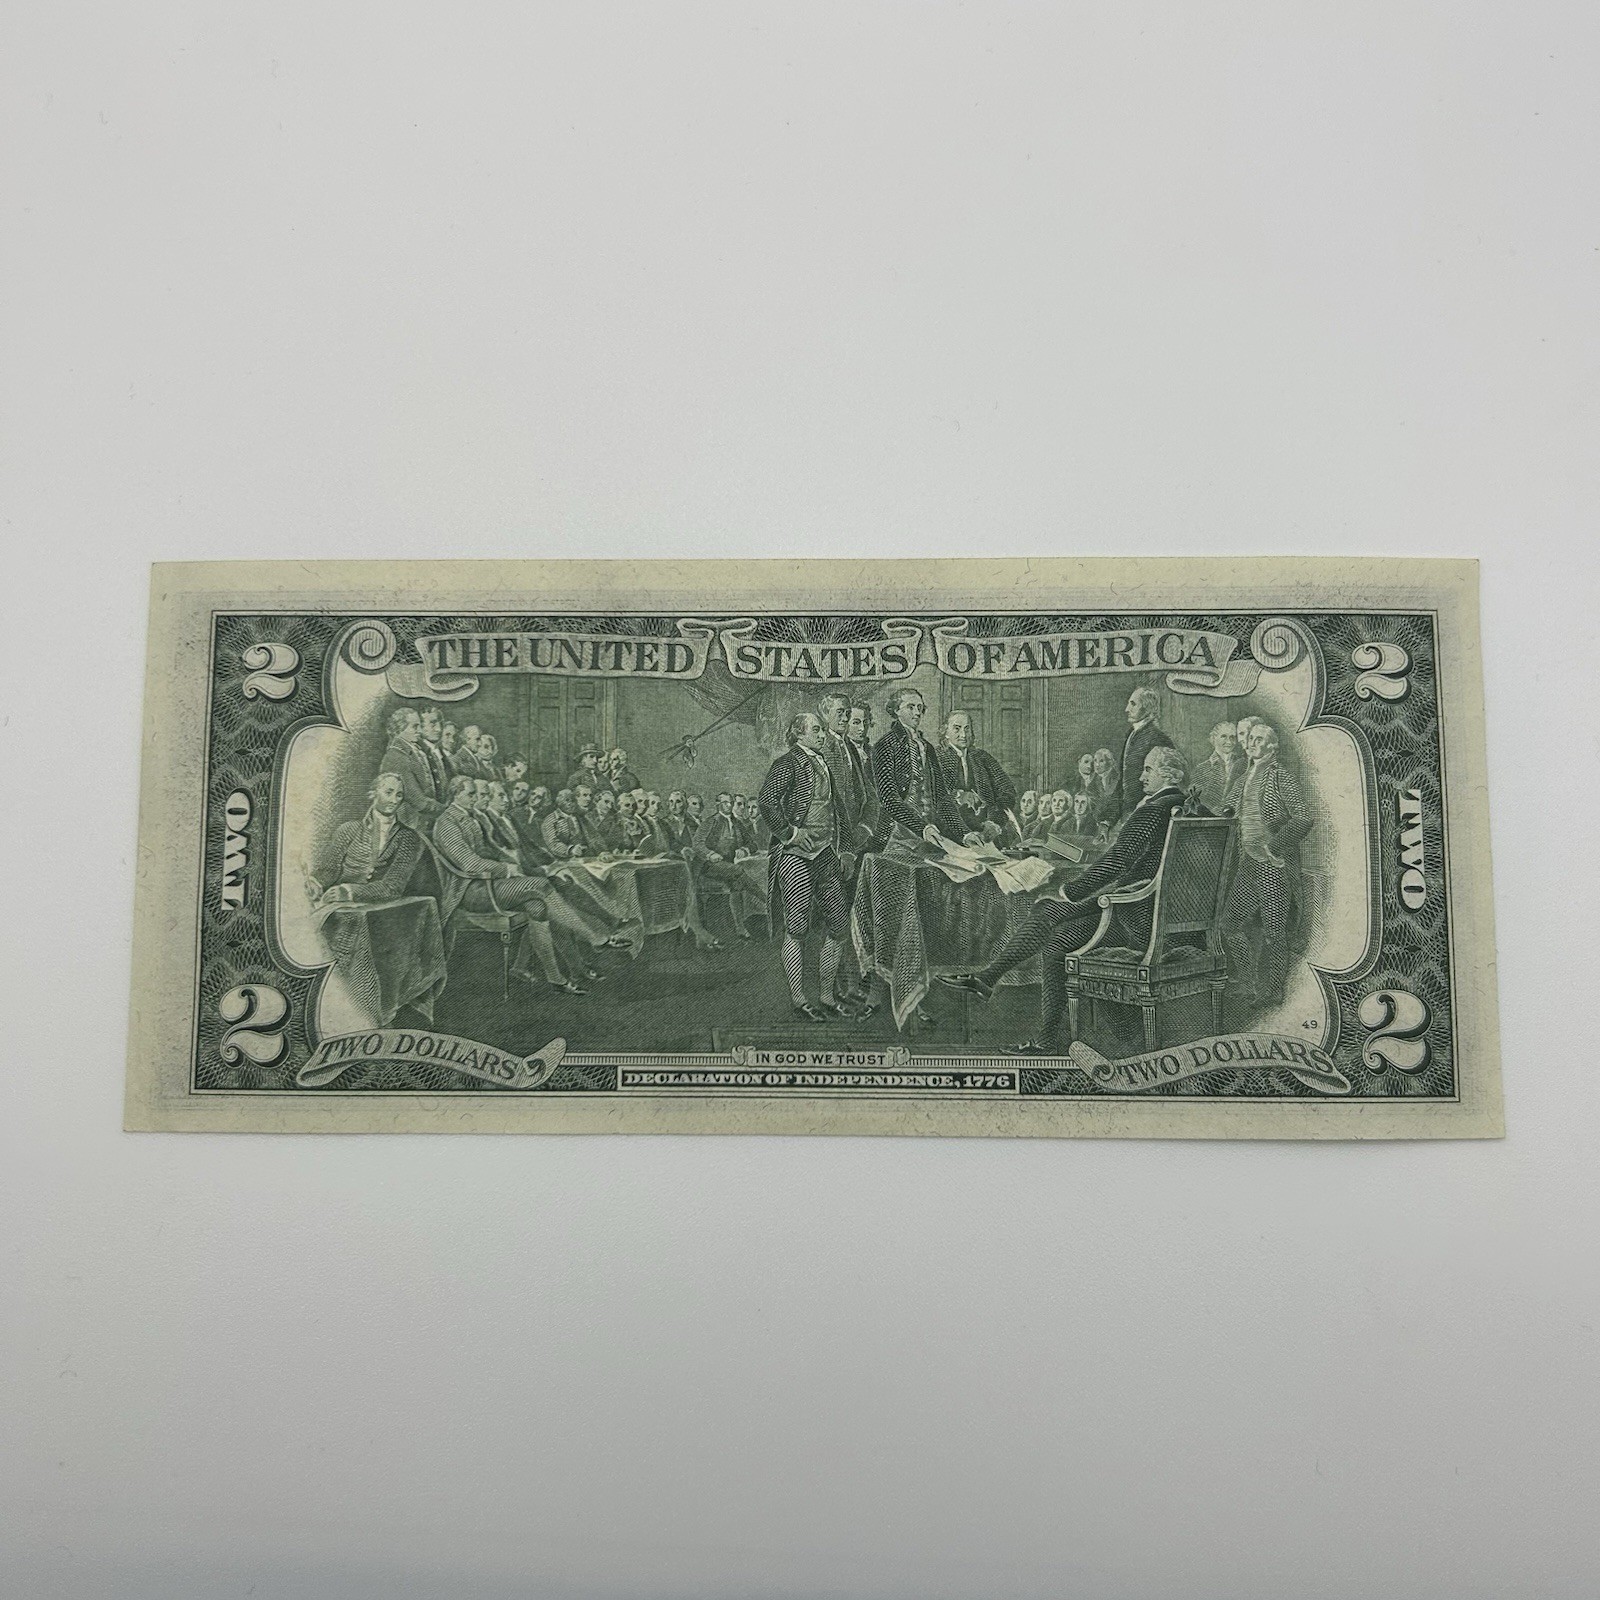 THE UNITED STATES OF AMERICA
2 2
TWO TWO
2 2
49
TWO DOLLARS TWO DOLLARS
IN GOD WE TRUST
DECLARATION OF INDEPENDENCE, 1776